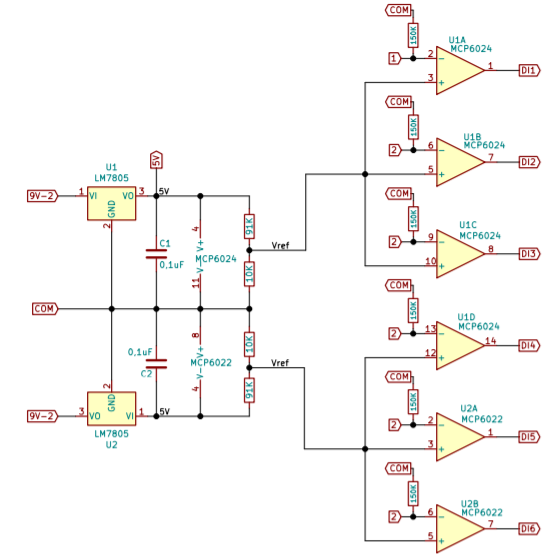 COM
150K
1
2
3
U1A
MCP6024
1
DI1
COM
150K
2
6
5
U1B
MCP6024
7
DI2
COM
150K
2
9
10
U1C
MCP6024
8
DI3
COM
150K
2
13
12
U1D
MCP6024
14
DI4
COM
150K
2
2
3
U2A
MCP6022
1
DI5
COM
150K
2
6
5
U2B
MCP6022
7
DI6
5V
U1
LM7805
9V-2
1
VI
VO
3
GND
2
5V
C1
0,1uF
4
V+
V-
11
MCP6024
91K
10K
Vref
COM
0,1uF
C2
8
V+
V-
4
MCP6022
10K
91K
Vref
9V-2
3
VO
VI
1
GND
2
5V
LM7805
U2